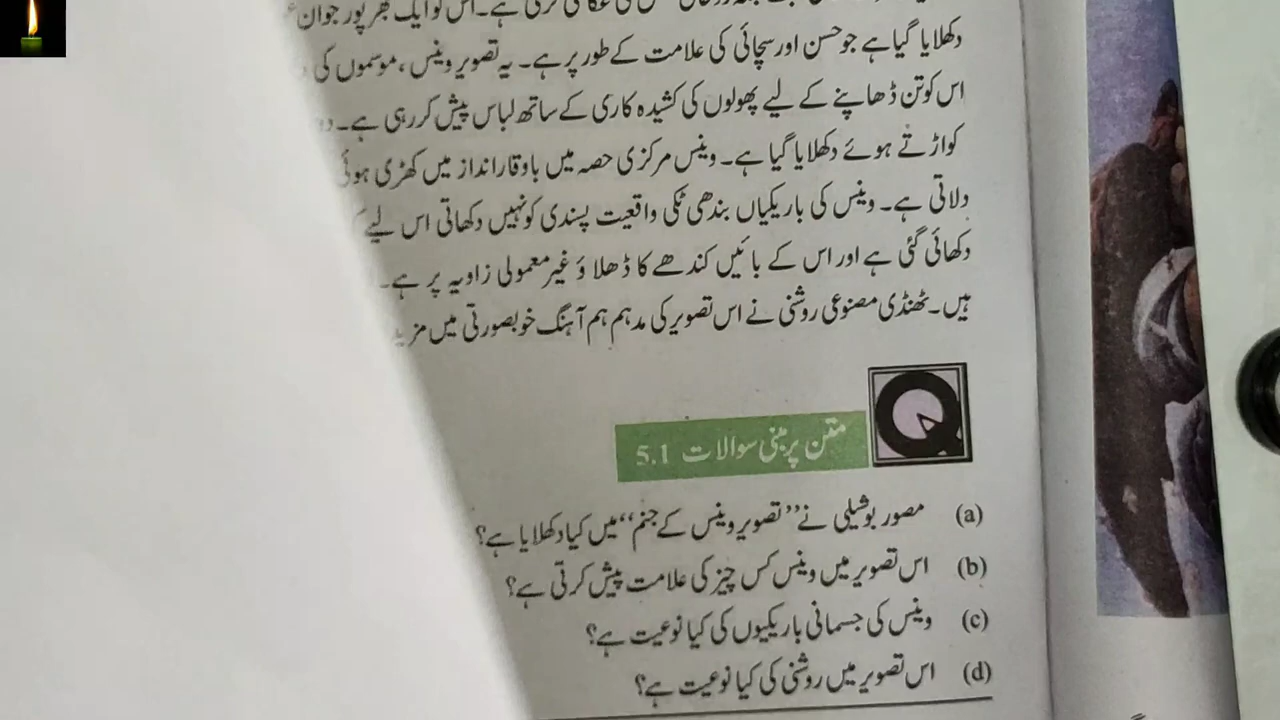 دکھلایا گیا ہے جو حسن اور سچائی کی علامت کے طور پر ہے۔ یہ تصویر وینس، موسموں کی
اس کو تن ڈھاپنے کے لیے پھولوں کی کشیدہ کاری کے ساتھ لباس پیش کر رہی ہے۔
کو اڑتے ہوئے دکھلایا گیا ہے۔ وینس مرکزی حصہ میں باوقار انداز میں کھڑی ہوئی
دلاتی ہے۔ وینس کی باریکیاں بندھی ٹکی واقعیت پسندی کو نہیں دکھاتی اس لیے
دکھائی گئی ہے اور اس کے بائیں کندھے کا ڈھلاؤ غیر معمولی زاویہ پر ہے۔
ہیں۔ ٹھنڈی مصنوعی روشنی نے اس تصویر کی مدہم ہم آہنگ خوبصورتی میں
متن پر مبنی سوالات 5.1
(a) مصور بوٹیلی نے ”تصویر وینس کے جنم“ میں کیا دکھلایا ہے؟
(b) اس تصویر میں وینس کس چیز کی علامت پیش کرتی ہے؟
(c) وینس کی جسمانی باریکیوں کی کیا نوعیت ہے؟
(d) اس تصویر میں روشنی کی کیا نوعیت ہے؟